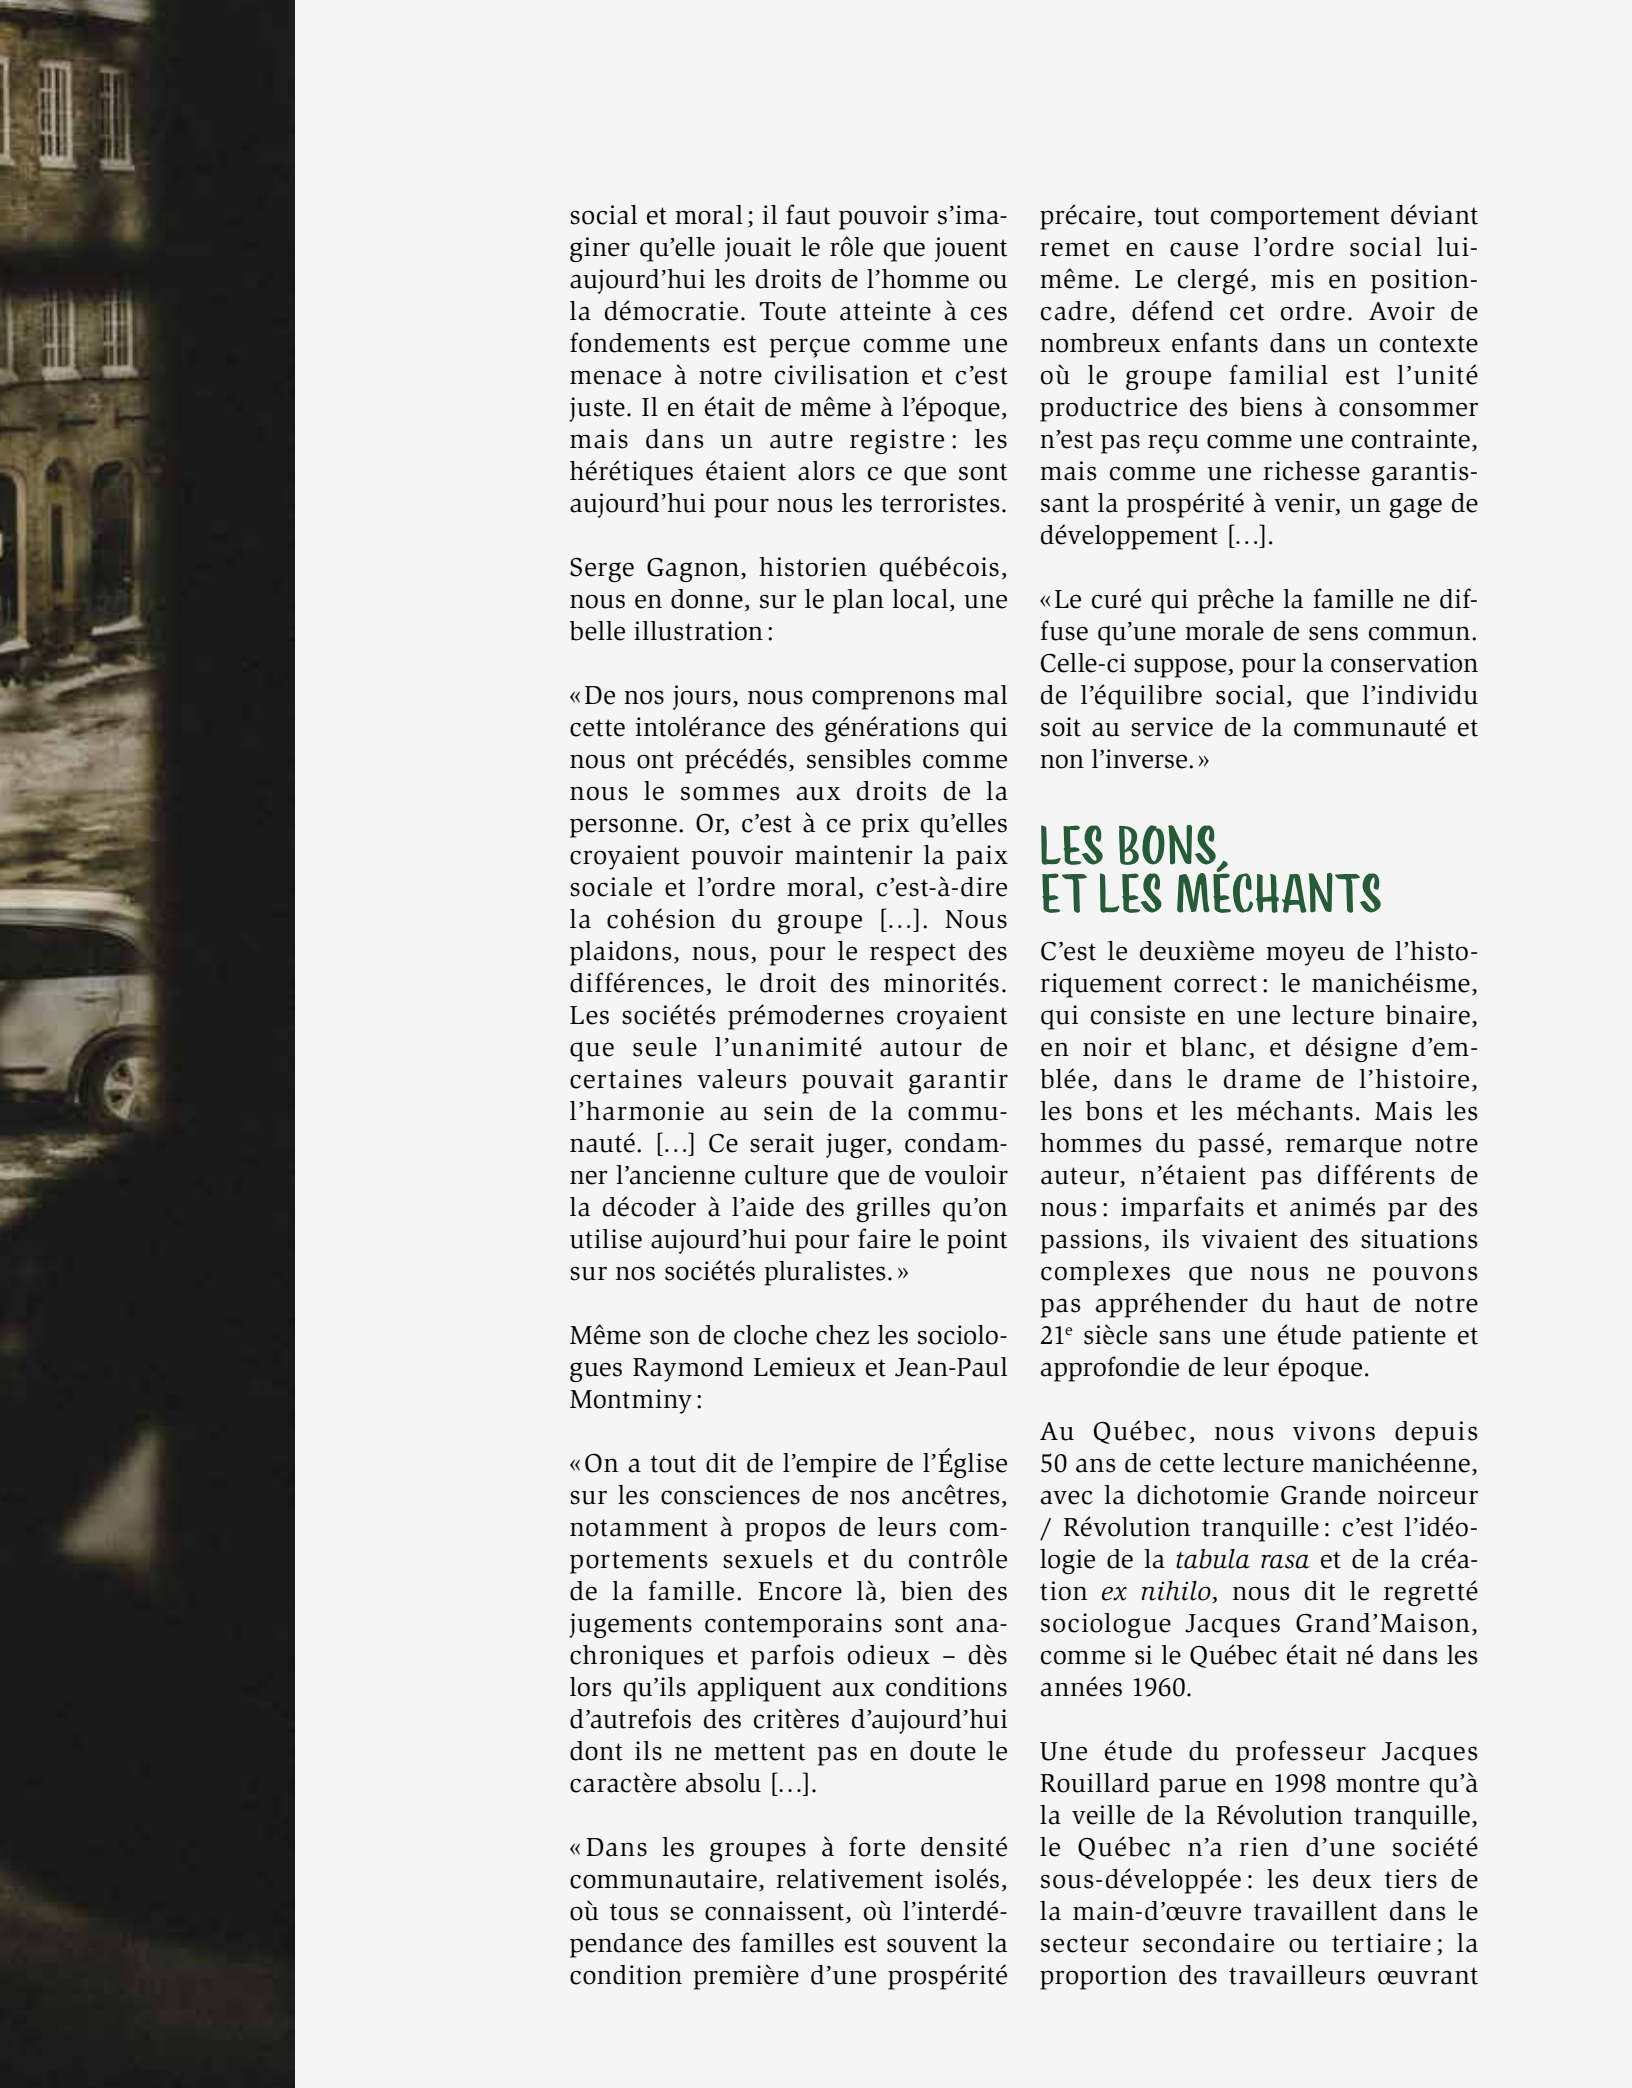 social et moral ; il faut pouvoir s’ima-
giner qu’elle jouait le rôle que jouent
aujourd’hui les droits de l’homme ou
la démocratie. Toute atteinte à ces
fondements est perçue comme une
menace à notre civilisation et c’est
juste. Il en était de même à l’époque,
mais dans un autre registre : les
hérétiques étaient alors ce que sont
aujourd’hui pour nous les terroristes.
Serge Gagnon, historien québécois,
nous en donne, sur le plan local, une
belle illustration :
« De nos jours, nous comprenons mal
cette intolérance des générations qui
nous ont précédés, sensibles comme
nous le sommes aux droits de la
personne. Or, c’est à ce prix qu’elles
croyaient pouvoir maintenir la paix
sociale et l’ordre moral, c’est-à-dire
la cohésion du groupe […]. Nous
plaidons, nous, pour le respect des
différences, le droit des minorités.
Les sociétés prémodernes croyaient
que seule l’unanimité autour de
certaines valeurs pouvait garantir
l’harmonie au sein de la commu-
nauté. […] Ce serait juger, condam-
ner l’ancienne culture que de vouloir
la décoder à l’aide des grilles qu’on
utilise aujourd’hui pour faire le point
sur nos sociétés pluralistes. »
Même son de cloche chez les sociolo-
gues Raymond Lemieux et Jean-Paul
Montminy :
« On a tout dit de l’empire de l’Église
sur les consciences de nos ancêtres,
notamment à propos de leurs com-
portements sexuels et du contrôle
de la famille. Encore là, bien des
jugements contemporains sont ana-
chroniques et parfois odieux – dès
lors qu’ils appliquent aux conditions
d’autrefois des critères d’aujourd’hui
dont ils ne mettent pas en doute le
caractère absolu […].
« Dans les groupes à forte densité
communautaire, relativement isolés,
où tous se connaissent, où l’interdé-
pendance des familles est souvent la
condition première d’une prospérité
précaire, tout comportement déviant
remet en cause l’ordre social lui-
même. Le clergé, mis en position-
cadre, défend cet ordre. Avoir de
nombreux enfants dans un contexte
où le groupe familial est l’unité
productrice des biens à consommer
n’est pas reçu comme une contrainte,
mais comme une richesse garantis-
sant la prospérité à venir, un gage de
développement […].
« Le curé qui prêche la famille ne dif-
fuse qu’une morale de sens commun.
Celle-ci suppose, pour la conservation
de l’équilibre social, que l’individu
soit au service de la communauté et
non l’inverse. »
LES BONS,
ET LES MÉCHANTS
C’est le deuxième moyeu de l’histo-
riquement correct : le manichéisme,
qui consiste en une lecture binaire,
en noir et blanc, et désigne d’em-
blée, dans le drame de l’histoire,
les bons et les méchants. Mais les
hommes du passé, remarque notre
auteur, n’étaient pas différents de
nous : imparfaits et animés par des
passions, ils vivaient des situations
complexes que nous ne pouvons
pas appréhender du haut de notre
21e siècle sans une étude patiente et
approfondie de leur époque.
Au Québec, nous vivons depuis
50 ans de cette lecture manichéenne,
avec la dichotomie Grande noirceur
/ Révolution tranquille : c’est l’idéo-
logie de la tabula rasa et de la créa-
tion ex nihilo, nous dit le regretté
sociologue Jacques Grand’Maison,
comme si le Québec était né dans les
années 1960.
Une étude du professeur Jacques
Rouillard parue en 1998 montre qu’à
la veille de la Révolution tranquille,
le Québec n’a rien d’une société
sous-développée : les deux tiers de
la main-d’œuvre travaillent dans le
secteur secondaire ou tertiaire ; la
proportion des travailleurs œuvrant